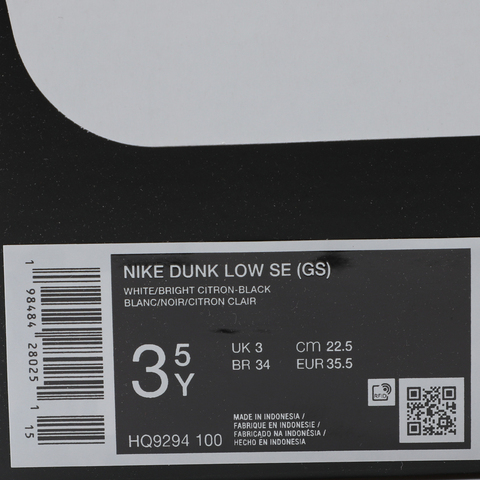 NIKE DUNK LOW SE (GS)
WHITE/BRIGHT CITRON-BLACK
BLANC/NOIR/CITRON CLAIR
3 5 Y
UK 3 cm 22.5
BR 34 EUR 35.5
HQ9294 100
MADE IN INDONESIA /
FABRIQUE EN INDONESIE /
FABRICADO NA INDONÉSIA /
HECHO EN INDONESIA
RFID
1 98484 28025 1 15